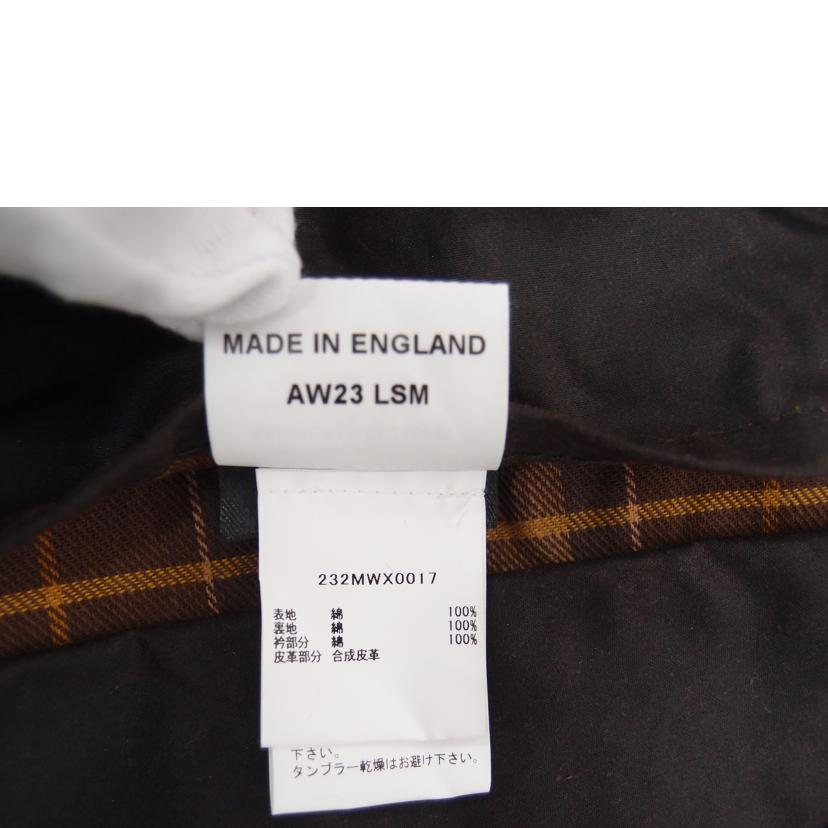 MADE IN ENGLAND
AW23 LSM
232MWX0017
表地 綿 100%
裏地 綿 100%
衿部分 綿 100%
皮革部分 合成皮革
下さい。
タンブラー乾燥はお避け下さい。